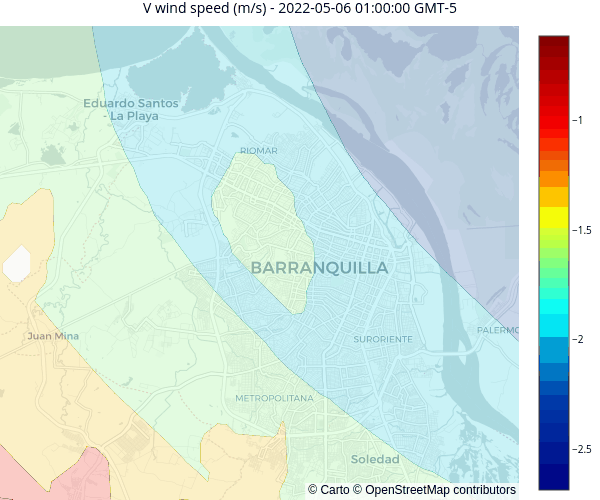 V wind speed (m/s) - 2022-05-06 01:00:00 GMT-5
Eduardo Santos
- La Playa
RIOMAR
BARRANQUILLA
Juan Mina
SURORIENTE
PALERMO
METROPOLITANA
Soledad
−1
−1.5
−2
−2.5
© Carto © OpenStreetMap contributors